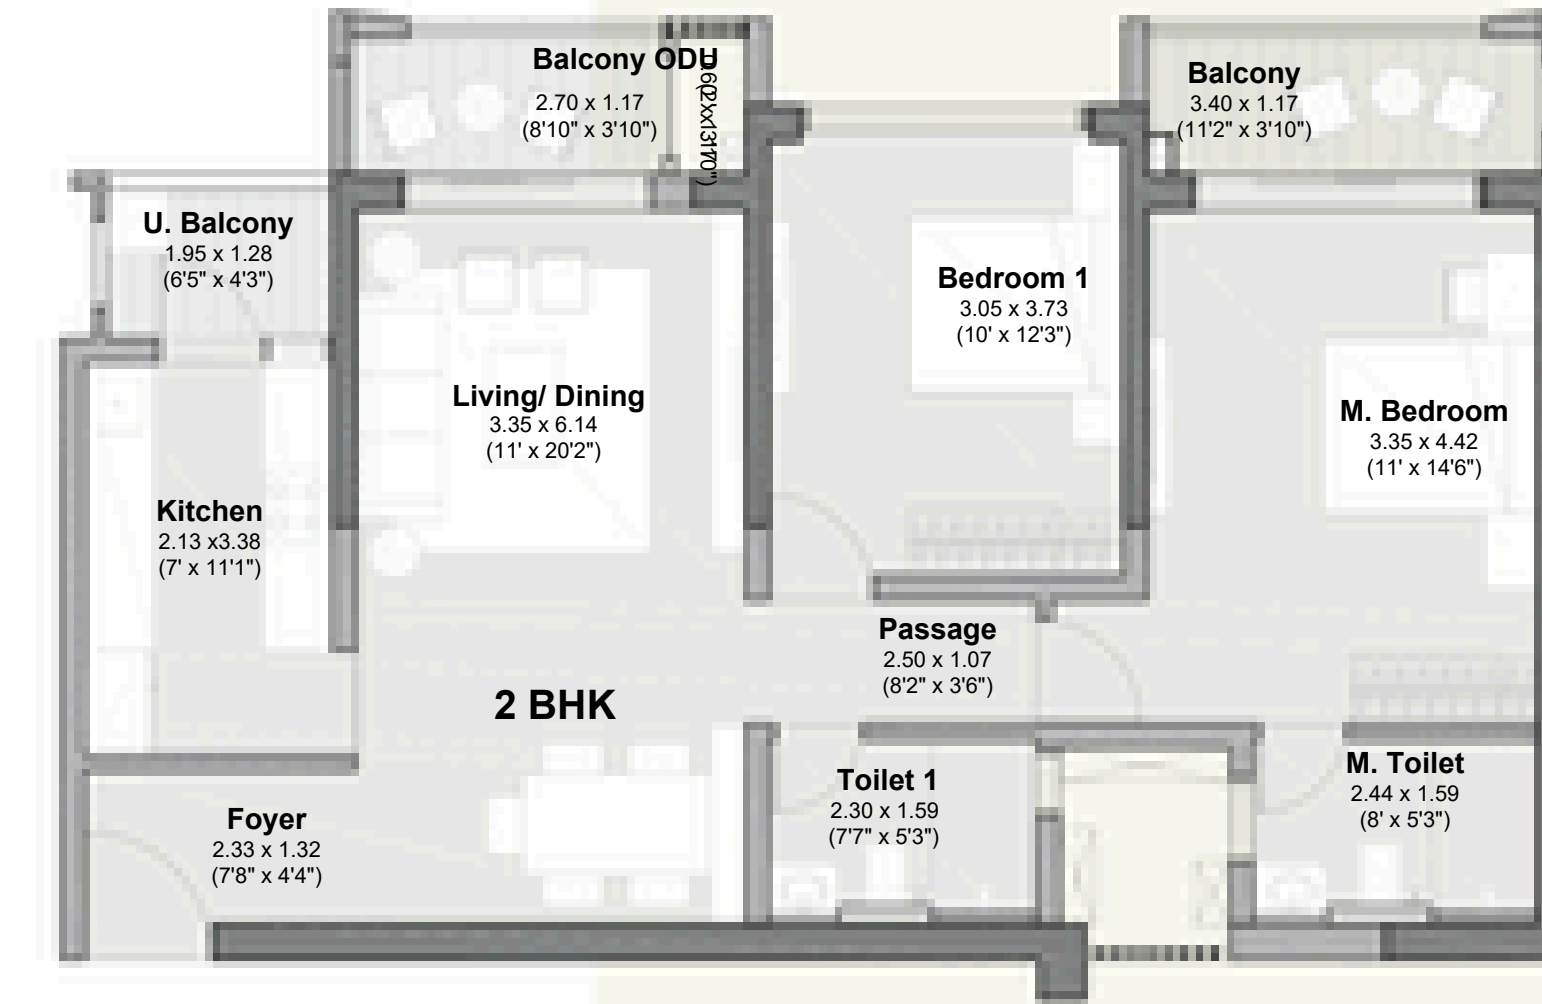 Balcony ODU
2.70 x 1.17
(8'10" x 3'10")
Balcony
3.40 x 1.17
(11'2" x 3'10")
U. Balcony
1.95 x 1.28
(6'5" x 4'3")
Bedroom 1
3.05 x 3.73
(10' x 12'3")
Living/ Dining
3.35 x 6.14
(11' x 20'2")
M. Bedroom
3.35 x 4.42
(11' x 14'6")
Kitchen
2.13 x3.38
(7' x 11'1")
Passage
2.50 x 1.07
(8'2" x 3'6")
2 BHK
Toilet 1
2.30 x 1.59
(7'7" x 5'3")
M. Toilet
2.44 x 1.59
(8' x 5'3")
Foyer
2.33 x 1.32
(7'8" x 4'4")